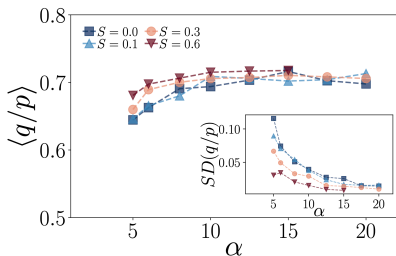 0.8
0.7
0.6
0.5
⟨q/p⟩
S = 0.0
S = 0.1
S = 0.3
S = 0.6
5
10
15
20
α
0.10
0.05
SD(q/p)
5
10
15
20
α